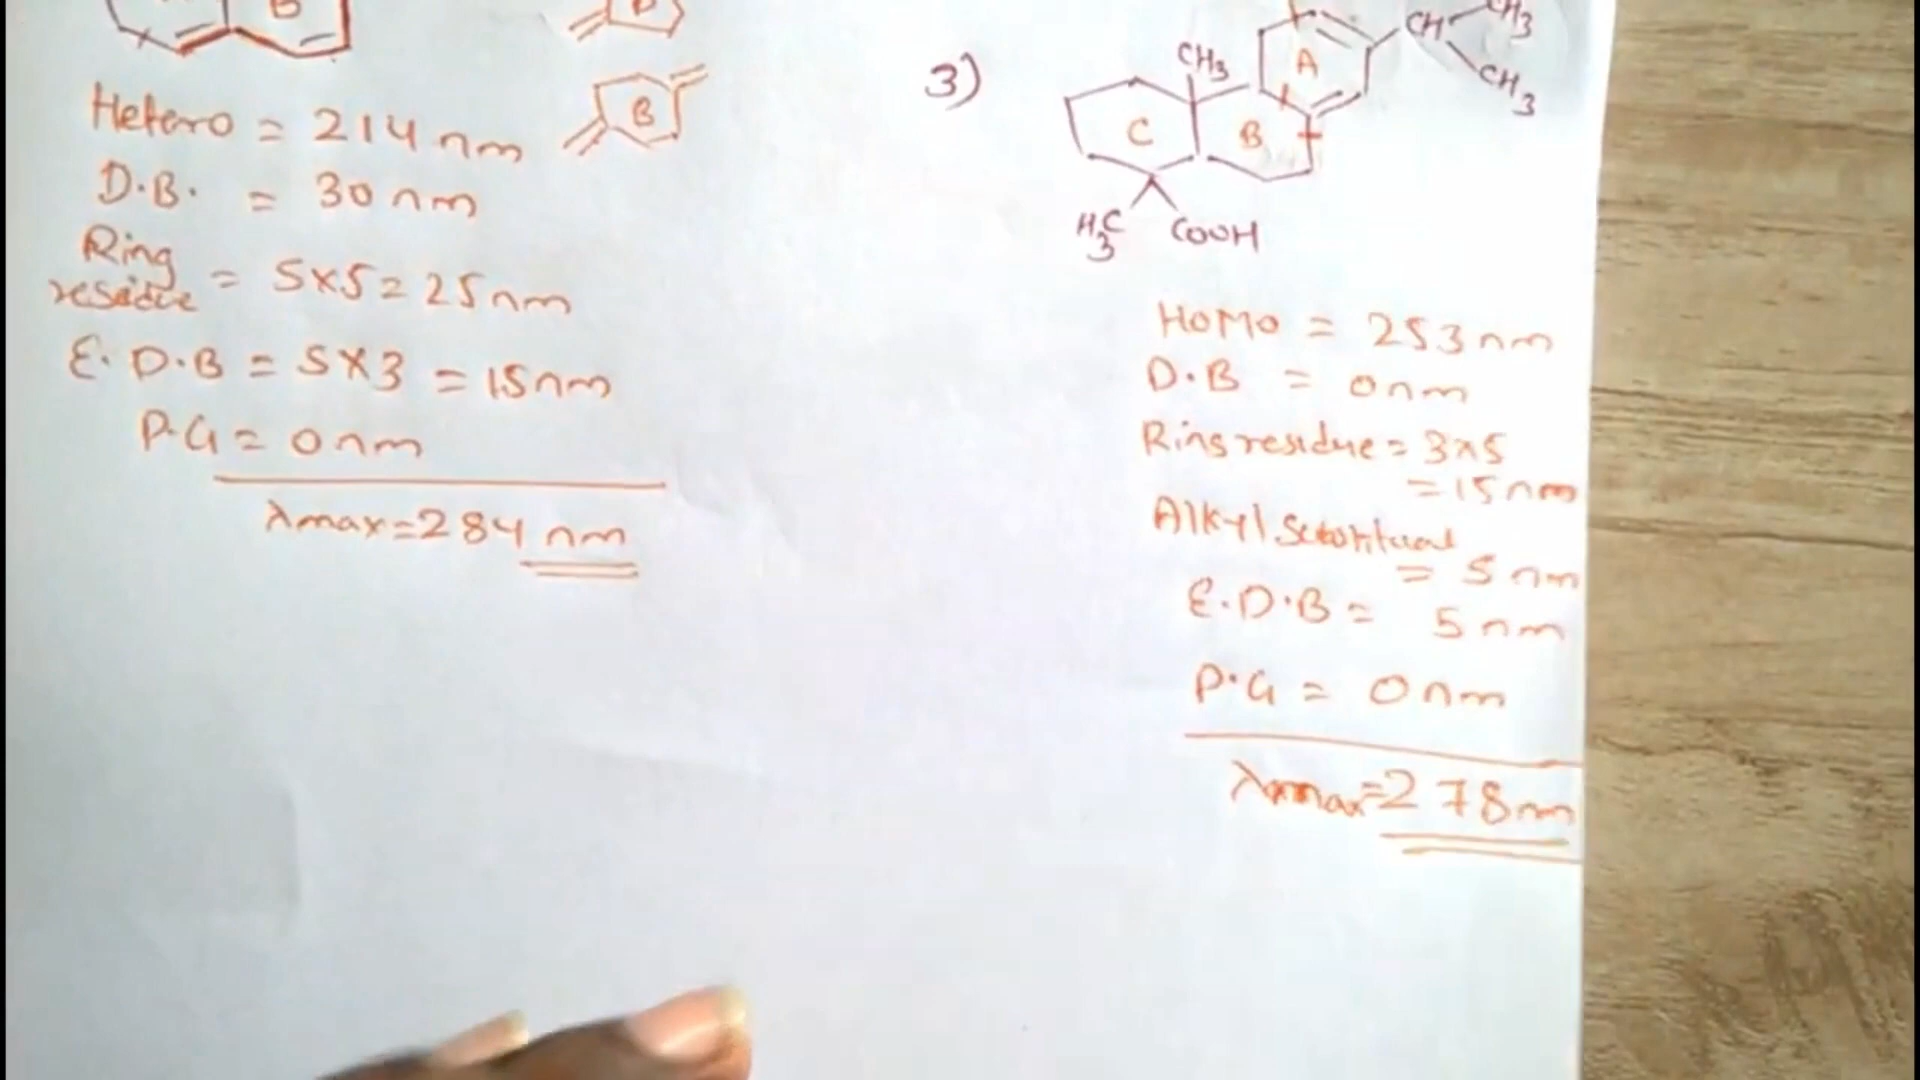 B
B
Hetero = 214 nm
D.B. = 30 nm
Ring
residue = 5x5 = 25 nm
E.D.B = 5x3 = 15 nm
P.G = 0 nm
λmax = 284 nm
3)
CH3
A
CH
CH3
CH3
C
B
H3C
COOH
HOMO = 253 nm
D.B = 0 nm
Ring residue = 3x5
= 15 nm
Alkyl
= 5 nm
E.D.B = 5 nm
P.G = 0 nm
λmax = 278 nm